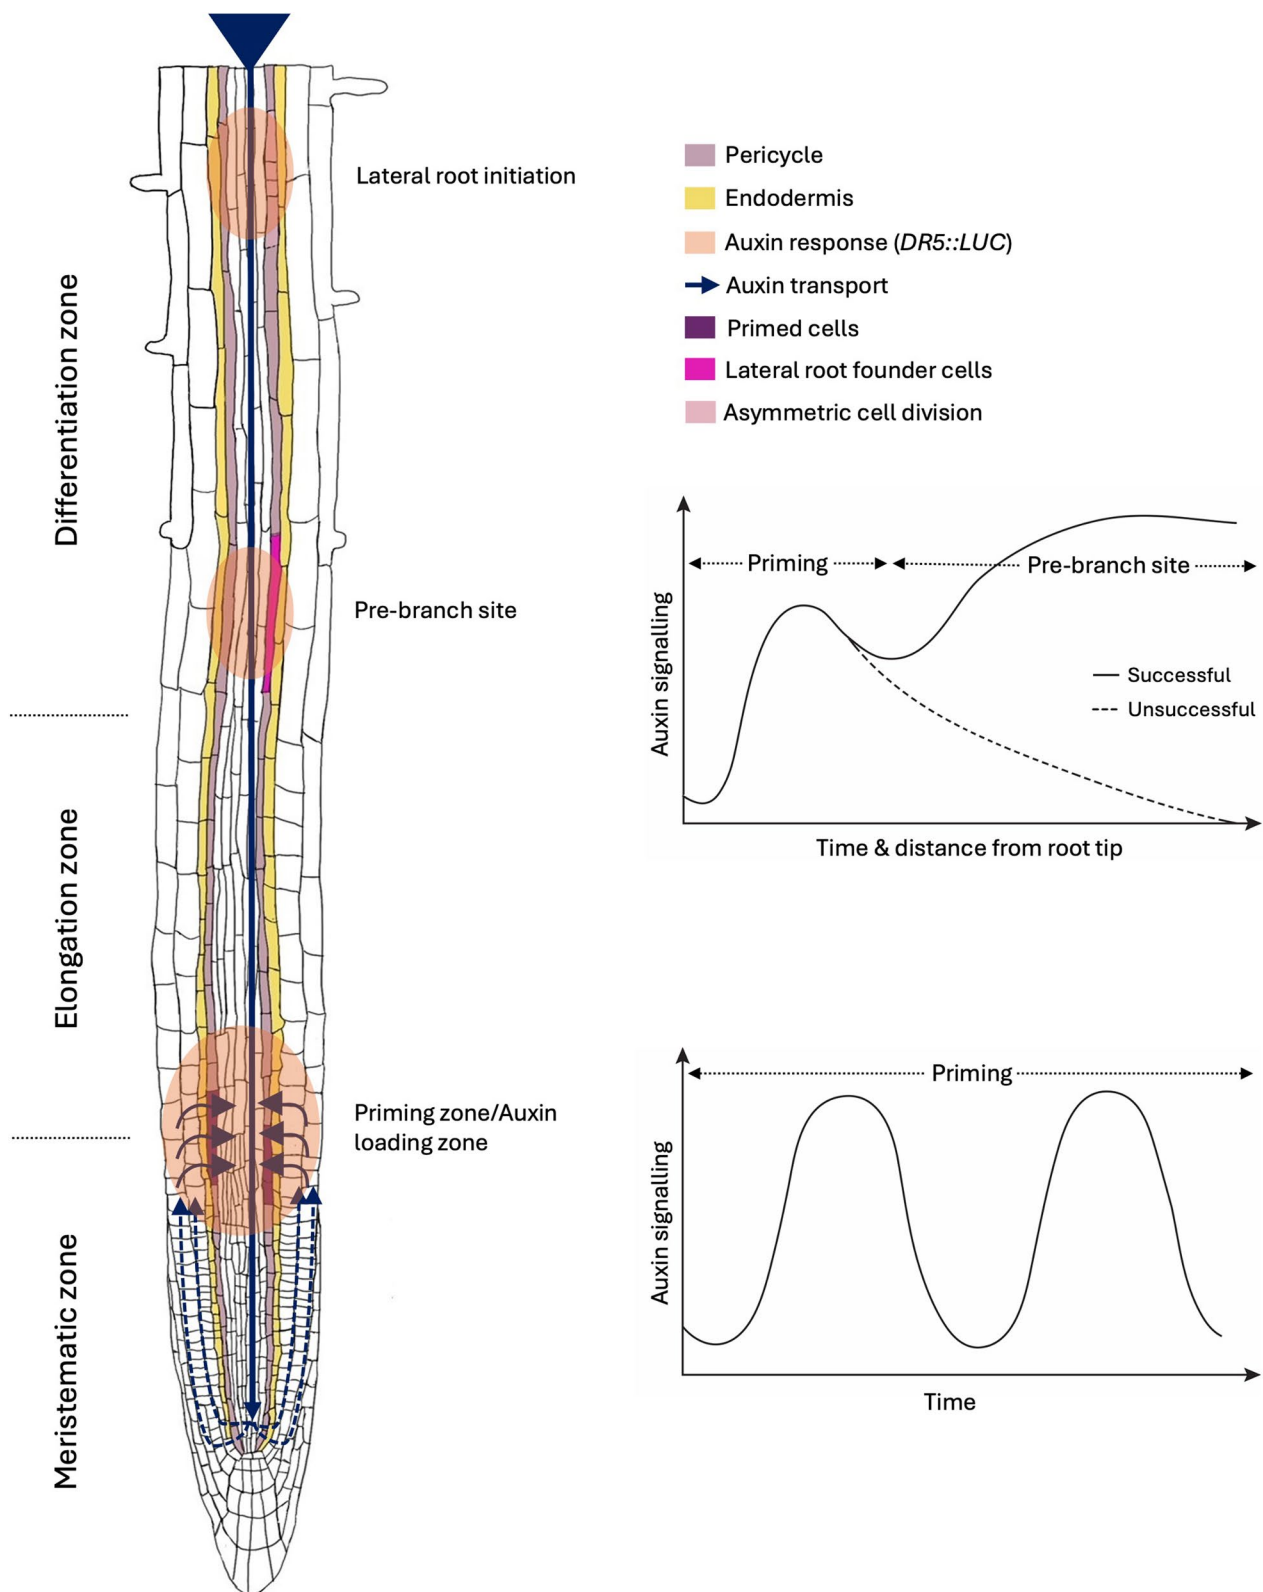 Lateral root initiation
Differentiation zone
Pre-branch site
Elongation zone
Priming zone/Auxin
loading zone
Meristematic zone
Pericycle
Endodermis
Auxin response (DR5::LUC)
Auxin transport
Primed cells
Lateral root founder cells
Asymmetric cell division
Priming
Pre-branch site
Auxin signalling
Successful
Unsuccessful
Time & distance from root tip
Priming
Auxin signalling
Time